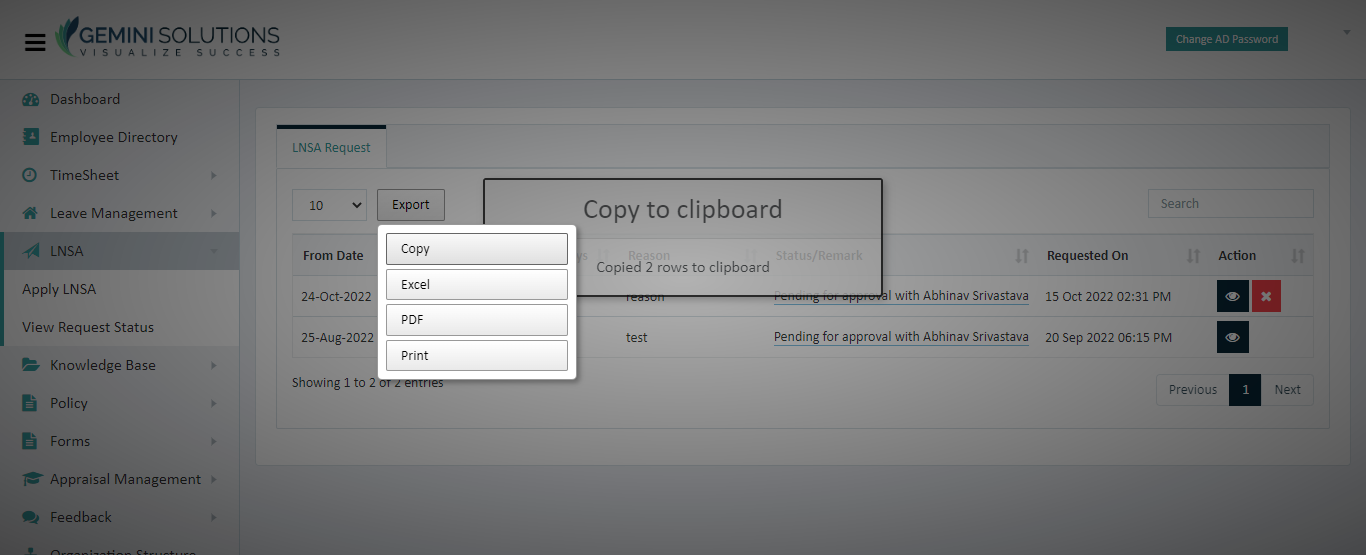 GEMINI SOLUTIONS
VISUALIZE SUCCESS
Change AD Password
Dashboard
Employee Directory
TimeSheet
Leave Management
LNSA
Apply LNSA
View Request Status
Knowledge Base
Policy
Forms
Appraisal Management
Feedback
Organization Structure
LNSA Request
10
Export
Search
Copy
Excel
PDF
Print
Copy to clipboard
Copied 2 rows to clipboard
From Date Reason Status/Remark Requested On Action
24-Oct-2022 reason Pending for approval with Abhinav Srivastava 15 Oct 2022 02:31 PM
25-Aug-2022 test Pending for approval with Abhinav Srivastava 20 Sep 2022 06:15 PM
Showing 1 to 2 of 2 entries
Previous 1 Next